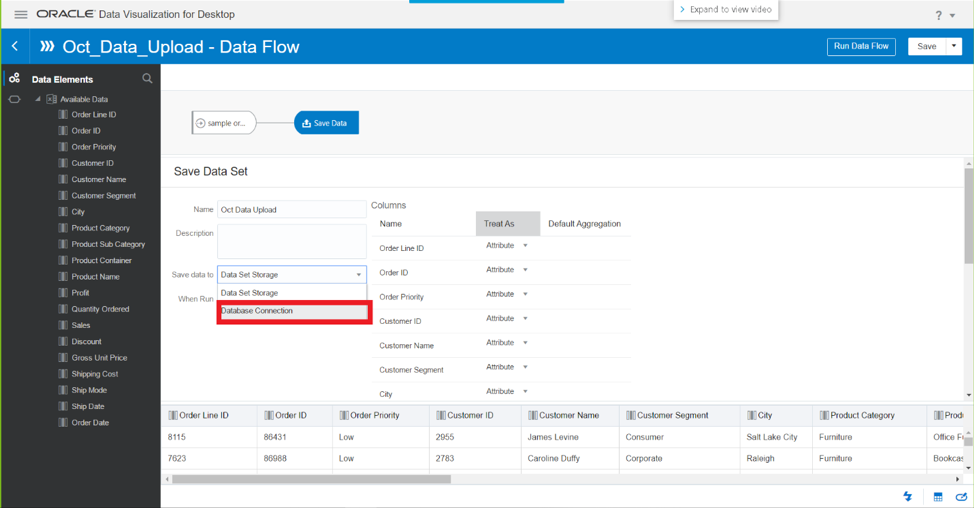 ORACLE Data Visualization for Desktop
Expand to view video
?
Oct_Data_Upload - Data Flow
Run Data Flow
Save
Data Elements
Available Data
Order Line ID
Order ID
Order Priority
Customer ID
Customer Name
Customer Segment
City
Product Category
Product Sub Category
Product Container
Product Name
Profit
Quantity Ordered
Sales
Discount
Gross Unit Price
Shipping Cost
Ship Mode
Ship Date
Order Date
sample or...
Save Data
Save Data Set
Name Oct Data Upload
Description
Save data to Data Set Storage
Data Set Storage
When Run
Database Connection
Columns
Name Treat As Default Aggregation
Order Line ID Attribute
Order ID Attribute
Order Priority Attribute
Customer ID Attribute
Customer Name Attribute
Customer Segment Attribute
City Attribute
Order Line ID Order ID Order Priority Customer ID Customer Name Customer Segment City Product Category Produ
8115 86431 Low 2955 James Levine Consumer Salt Lake City Furniture Office F
7623 86988 Low 2783 Caroline Duffy Corporate Raleigh Furniture Bookcas